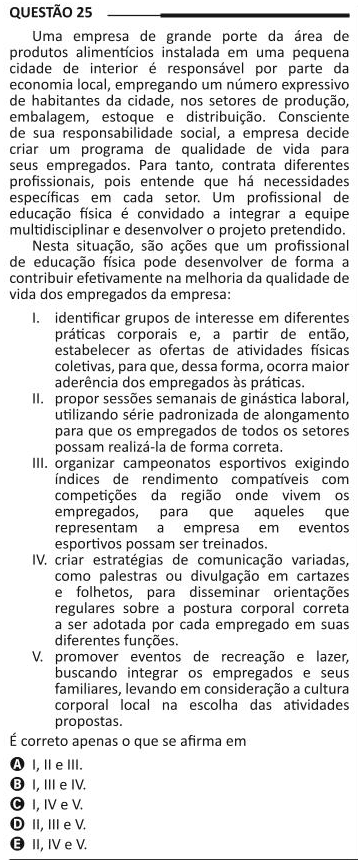 QUESTÃO 25
Uma empresa de grande porte da área de
produtos alimentícios instalada em uma pequena
cidade de interior é responsável por parte da
economia local, empregando um número expressivo
de habitantes da cidade, nos setores de produção,
embalagem, estoque e distribuição. Consciente
de sua responsabilidade social, a empresa decide
criar um programa de qualidade de vida para
seus empregados. Para tanto, contrata diferentes
profissionais, pois entende que há necessidades
específicas em cada setor. Um profissional de
educação física é convidado a integrar a equipe
multidisciplinar e desenvolver o projeto pretendido.
Nesta situação, são ações que um profissional
de educação física pode desenvolver de forma a
contribuir efetivamente na melhoria da qualidade de
vida dos empregados da empresa:
I. identificar grupos de interesse em diferentes
práticas corporais e, a partir de então,
estabelecer as ofertas de atividades físicas
coletivas, para que, dessa forma, ocorra maior
aderência dos empregados às práticas.
II. propor sessões semanais de ginástica laboral,
utilizando série padronizada de alongamento
para que os empregados de todos os setores
possam realizá-la de forma correta.
III. organizar campeonatos esportivos exigindo
índices de rendimento compatíveis com
competições da região onde vivem os
empregados, para que aqueles que
representam a empresa em eventos
esportivos possam ser treinados.
IV. criar estratégias de comunicação variadas,
como palestras ou divulgação em cartazes
e folhetos, para disseminar orientações
regulares sobre a postura corporal correta
a ser adotada por cada empregado em suas
diferentes funções.
V. promover eventos de recreação e lazer,
buscando integrar os empregados e seus
familiares, levando em consideração a cultura
corporal local na escolha das atividades
propostas.
É correto apenas o que se afirma em
A I, II e III.
B I, III e IV.
C I, IV e V.
D II, III e V.
E II, IV e V.